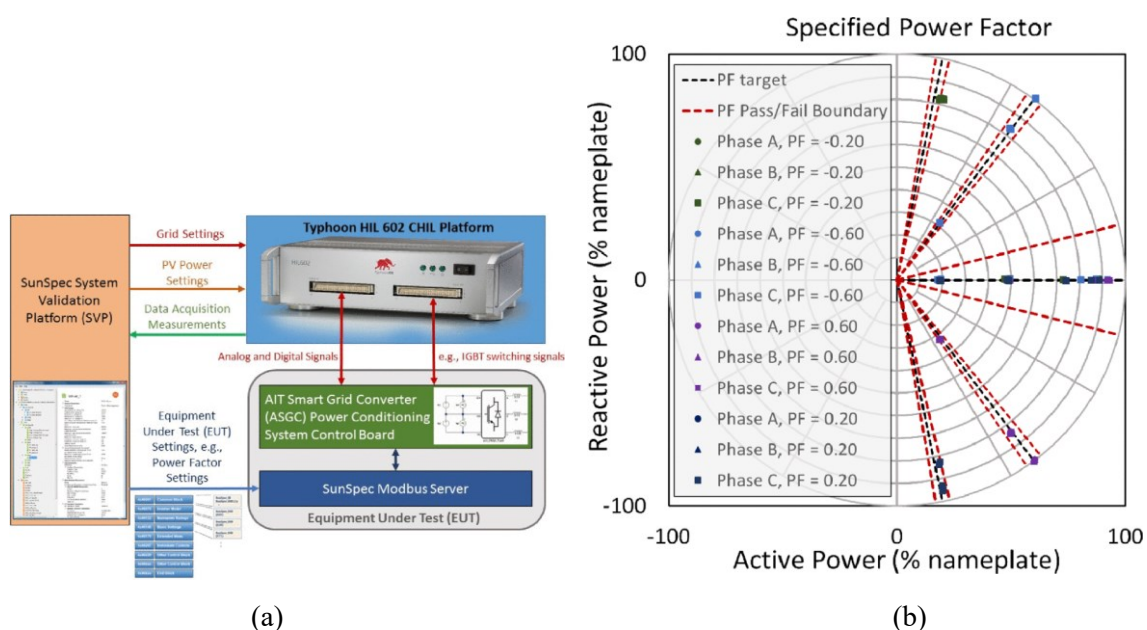 Grid Settings
PV Power
Settings
Data Acquisition
Measurements
SunSpec System
Validation
Platform (SVP)
Typhoon HIL 602 CHIL Platform
Analog and Digital Signals
e.g., IGBT switching signals
AIT Smart Grid Converter
(ASGC) Power Conditioning
System Control Board
SunSpec Modbus Server
Equipment Under Test (EUT)
Equipment
Under Test (EUT)
Settings, e.g.,
Power Factor
Settings
(a)
Specified Power Factor
Reactive Power (% nameplate)
100
0
-100
PF target
PF Pass/Fail Boundary
Phase A, PF = -0.20
Phase B, PF = -0.20
Phase C, PF = -0.20
Phase A, PF = -0.60
Phase B, PF = -0.60
Phase C, PF = -0.60
Phase A, PF = 0.60
Phase B, PF = 0.60
Phase C, PF = 0.60
Phase A, PF = 0.20
Phase B, PF = 0.20
Phase C, PF = 0.20
-100
0
100
Active Power (% nameplate)
(b)